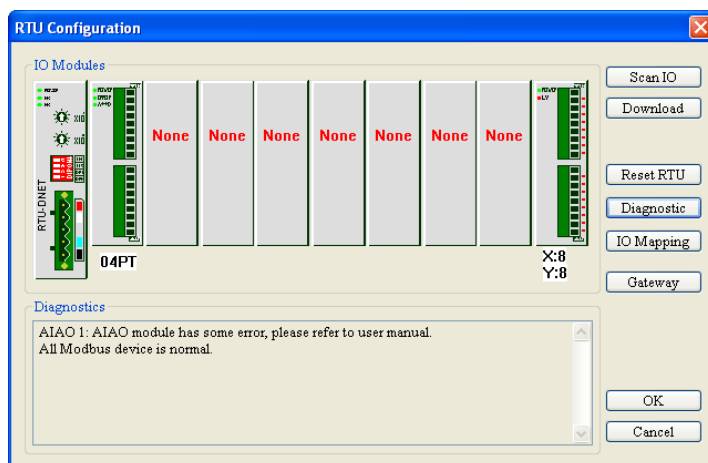 RTU Configuration
IO Modules
Scan IO
Download
None None None None None None None
RTU-DNET
Reset RTU
Diagnostic
IO Mapping
04PT
X:8
Y:8
Gateway
Diagnostics
AIAO 1: AIAO module has some error, please refer to user manual.
All Modbus device is normal.
OK
Cancel